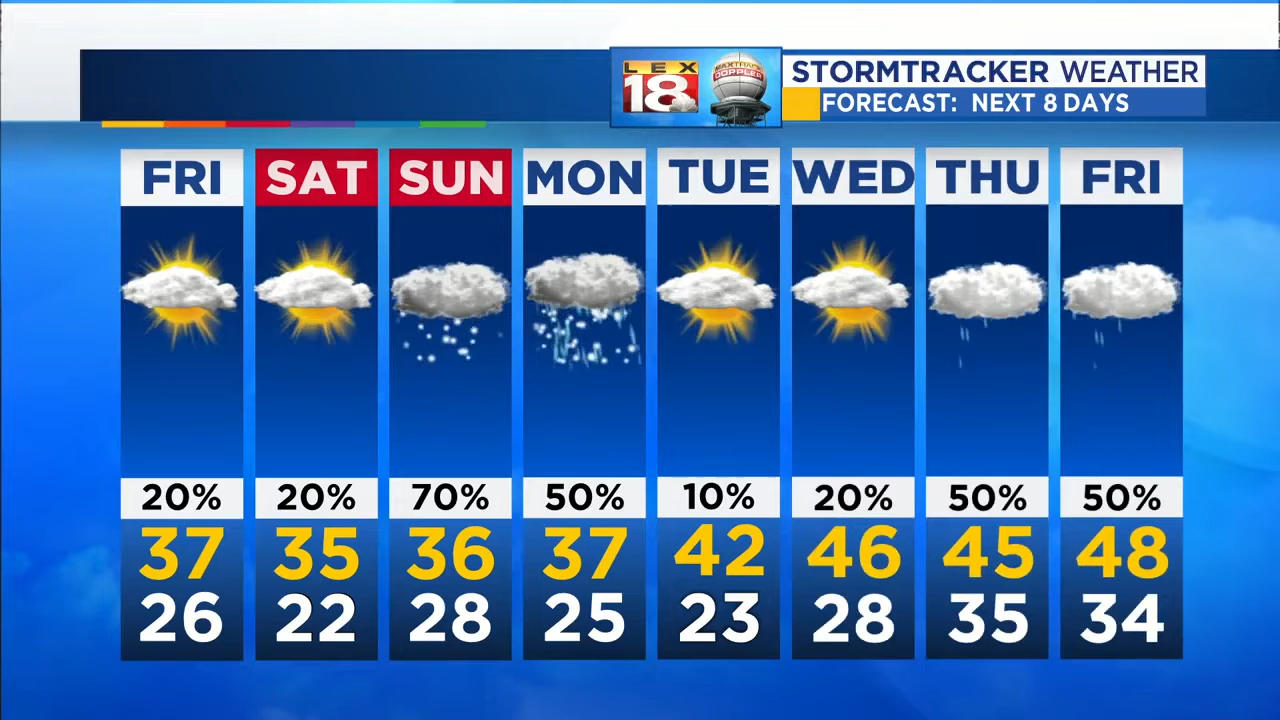 LEX
18
MAXTRACK
DOPPLER
STORMTRACKER WEATHER
FORECAST: NEXT 8 DAYS
FRI SAT SUN MON TUE WED THU FRI
20% 20% 70% 50% 10% 20% 50% 50%
37 35 36 37 42 46 45 48
26 22 28 25 23 28 35 34